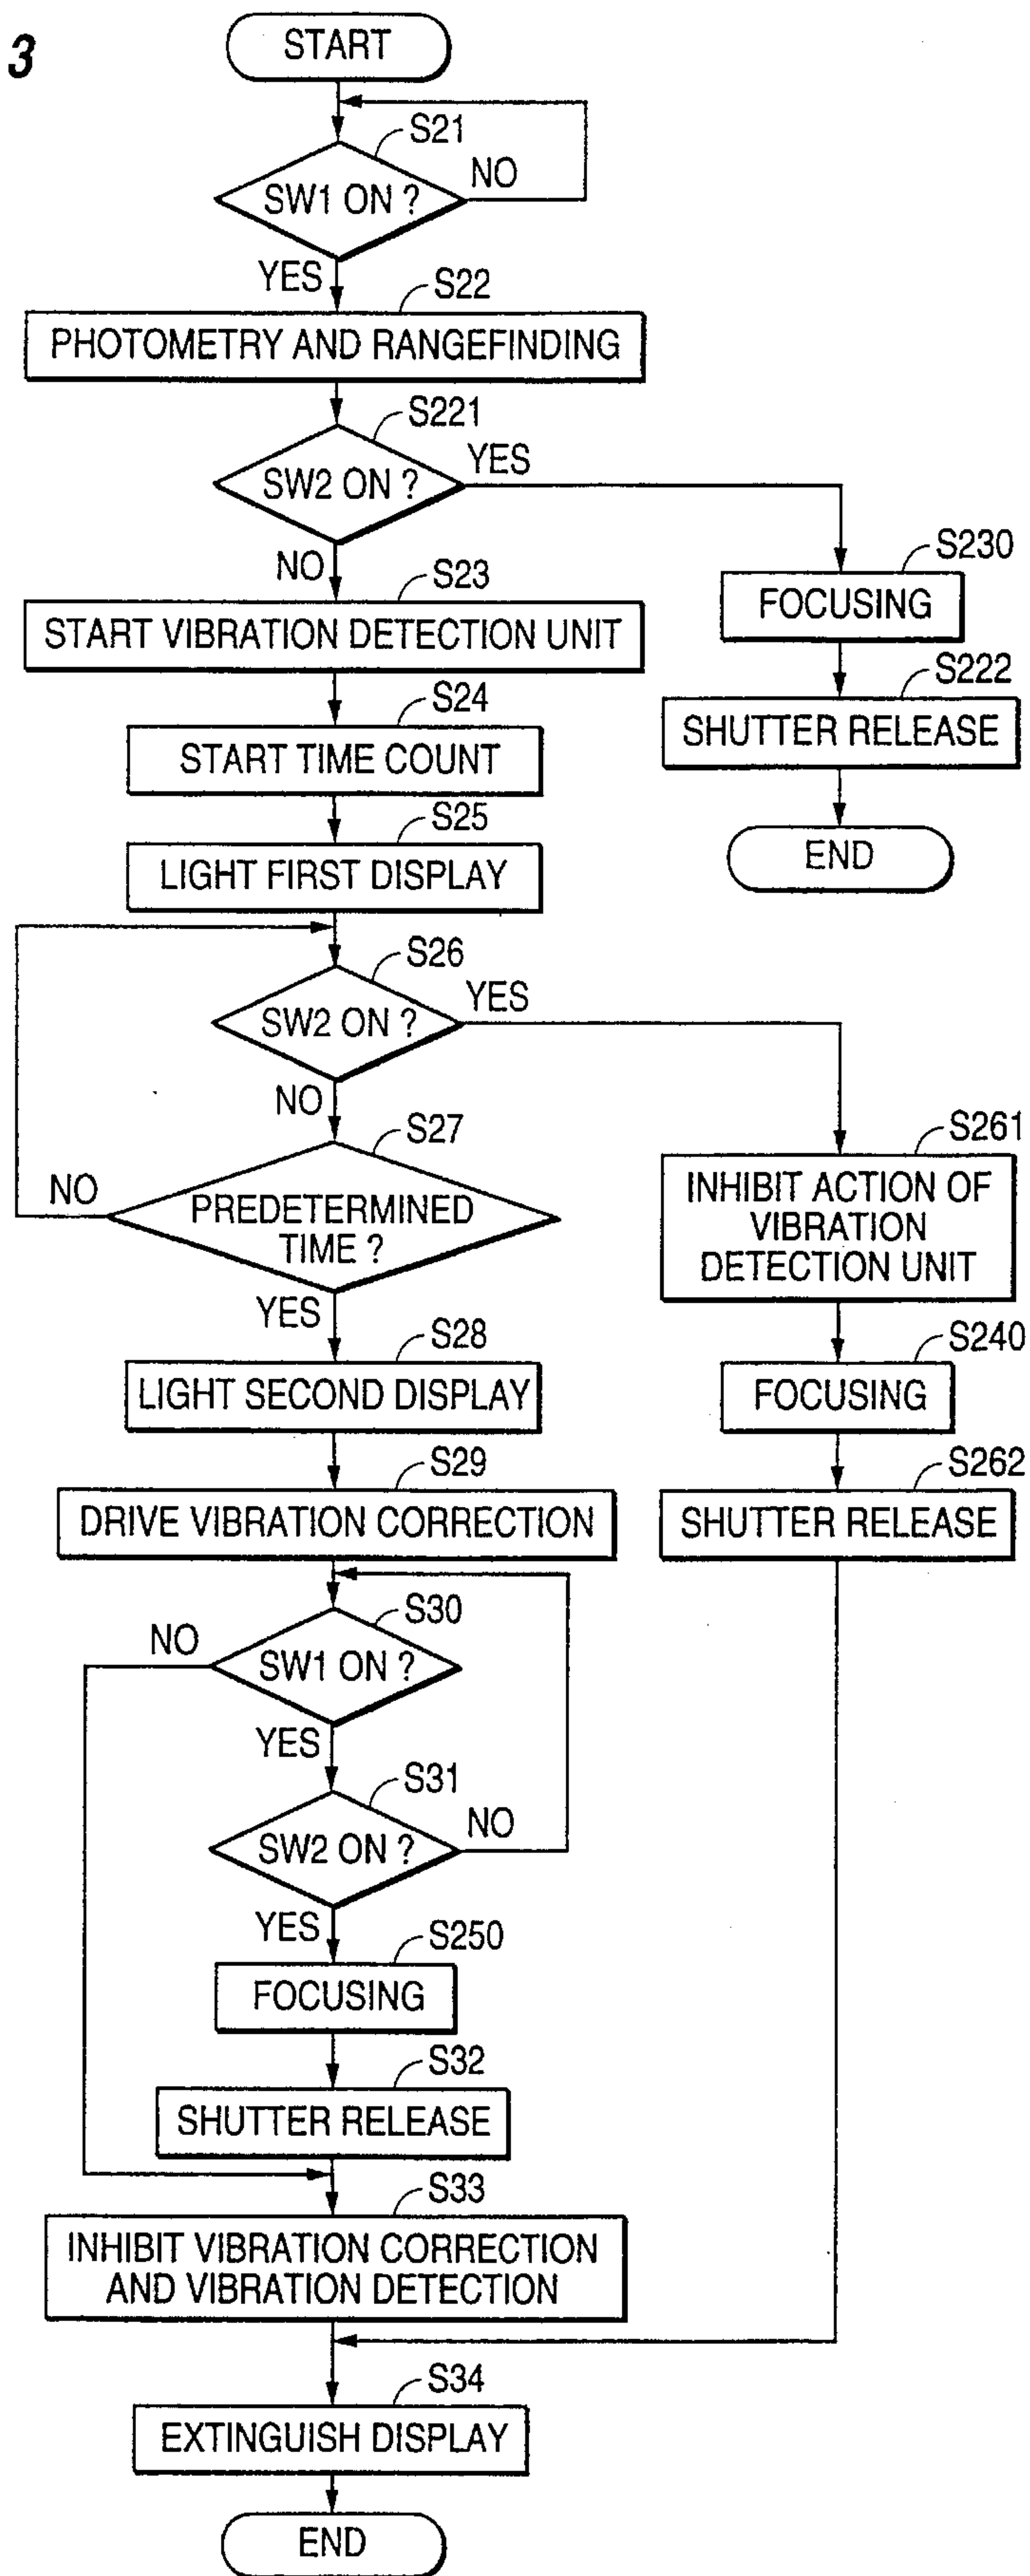 3
START
S21
SW1 ON ?
NO
YES
S22
PHOTOMETRY AND RANGEFINDING
S221
SW2 ON ?
YES
NO
S230
FOCUSING
S23
START VIBRATION DETECTION UNIT
S222
SHUTTER RELEASE
S24
START TIME COUNT
END
S25
LIGHT FIRST DISPLAY
S26
SW2 ON ?
YES
NO
S27
PREDETERMINED
TIME ?
NO
YES
S261
INHIBIT ACTION OF
VIBRATION
DETECTION UNIT
S28
LIGHT SECOND DISPLAY
S240
FOCUSING
S29
DRIVE VIBRATION CORRECTION
S262
SHUTTER RELEASE
S30
NO
SW1 ON ?
YES
S31
SW2 ON ?
NO
YES
S250
FOCUSING
S32
SHUTTER RELEASE
S33
INHIBIT VIBRATION CORRECTION
AND VIBRATION DETECTION
S34
EXTINGUISH DISPLAY
END